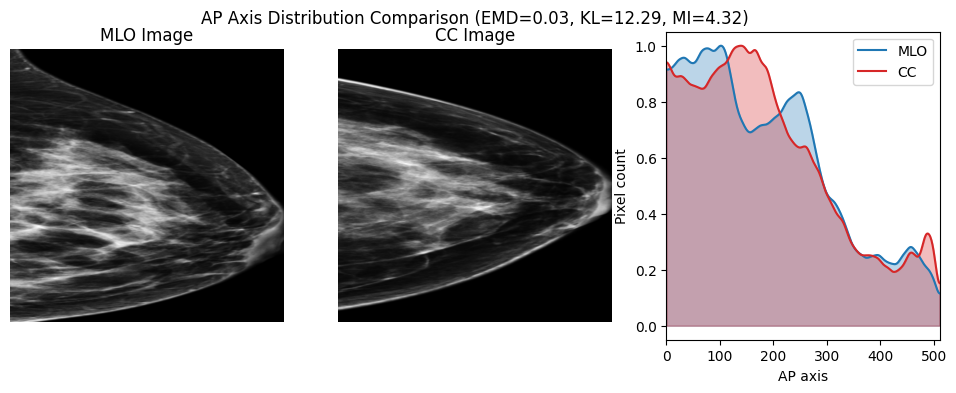 AP Axis Distribution Comparison (EMD=0.03, KL=12.29, MI=4.32)
MLO Image
CC Image
MLO
CC
1.0
0.8
0.6
0.4
0.2
0.0
Pixel count
0 100 200 300 400 500
AP axis